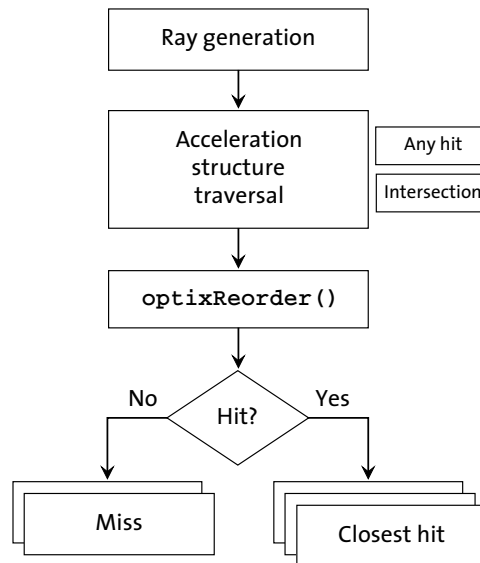 Ray generation
Acceleration
structure
traversal
Any hit
Intersection
optixReorder()
Hit?
No
Yes
Miss
Closest hit